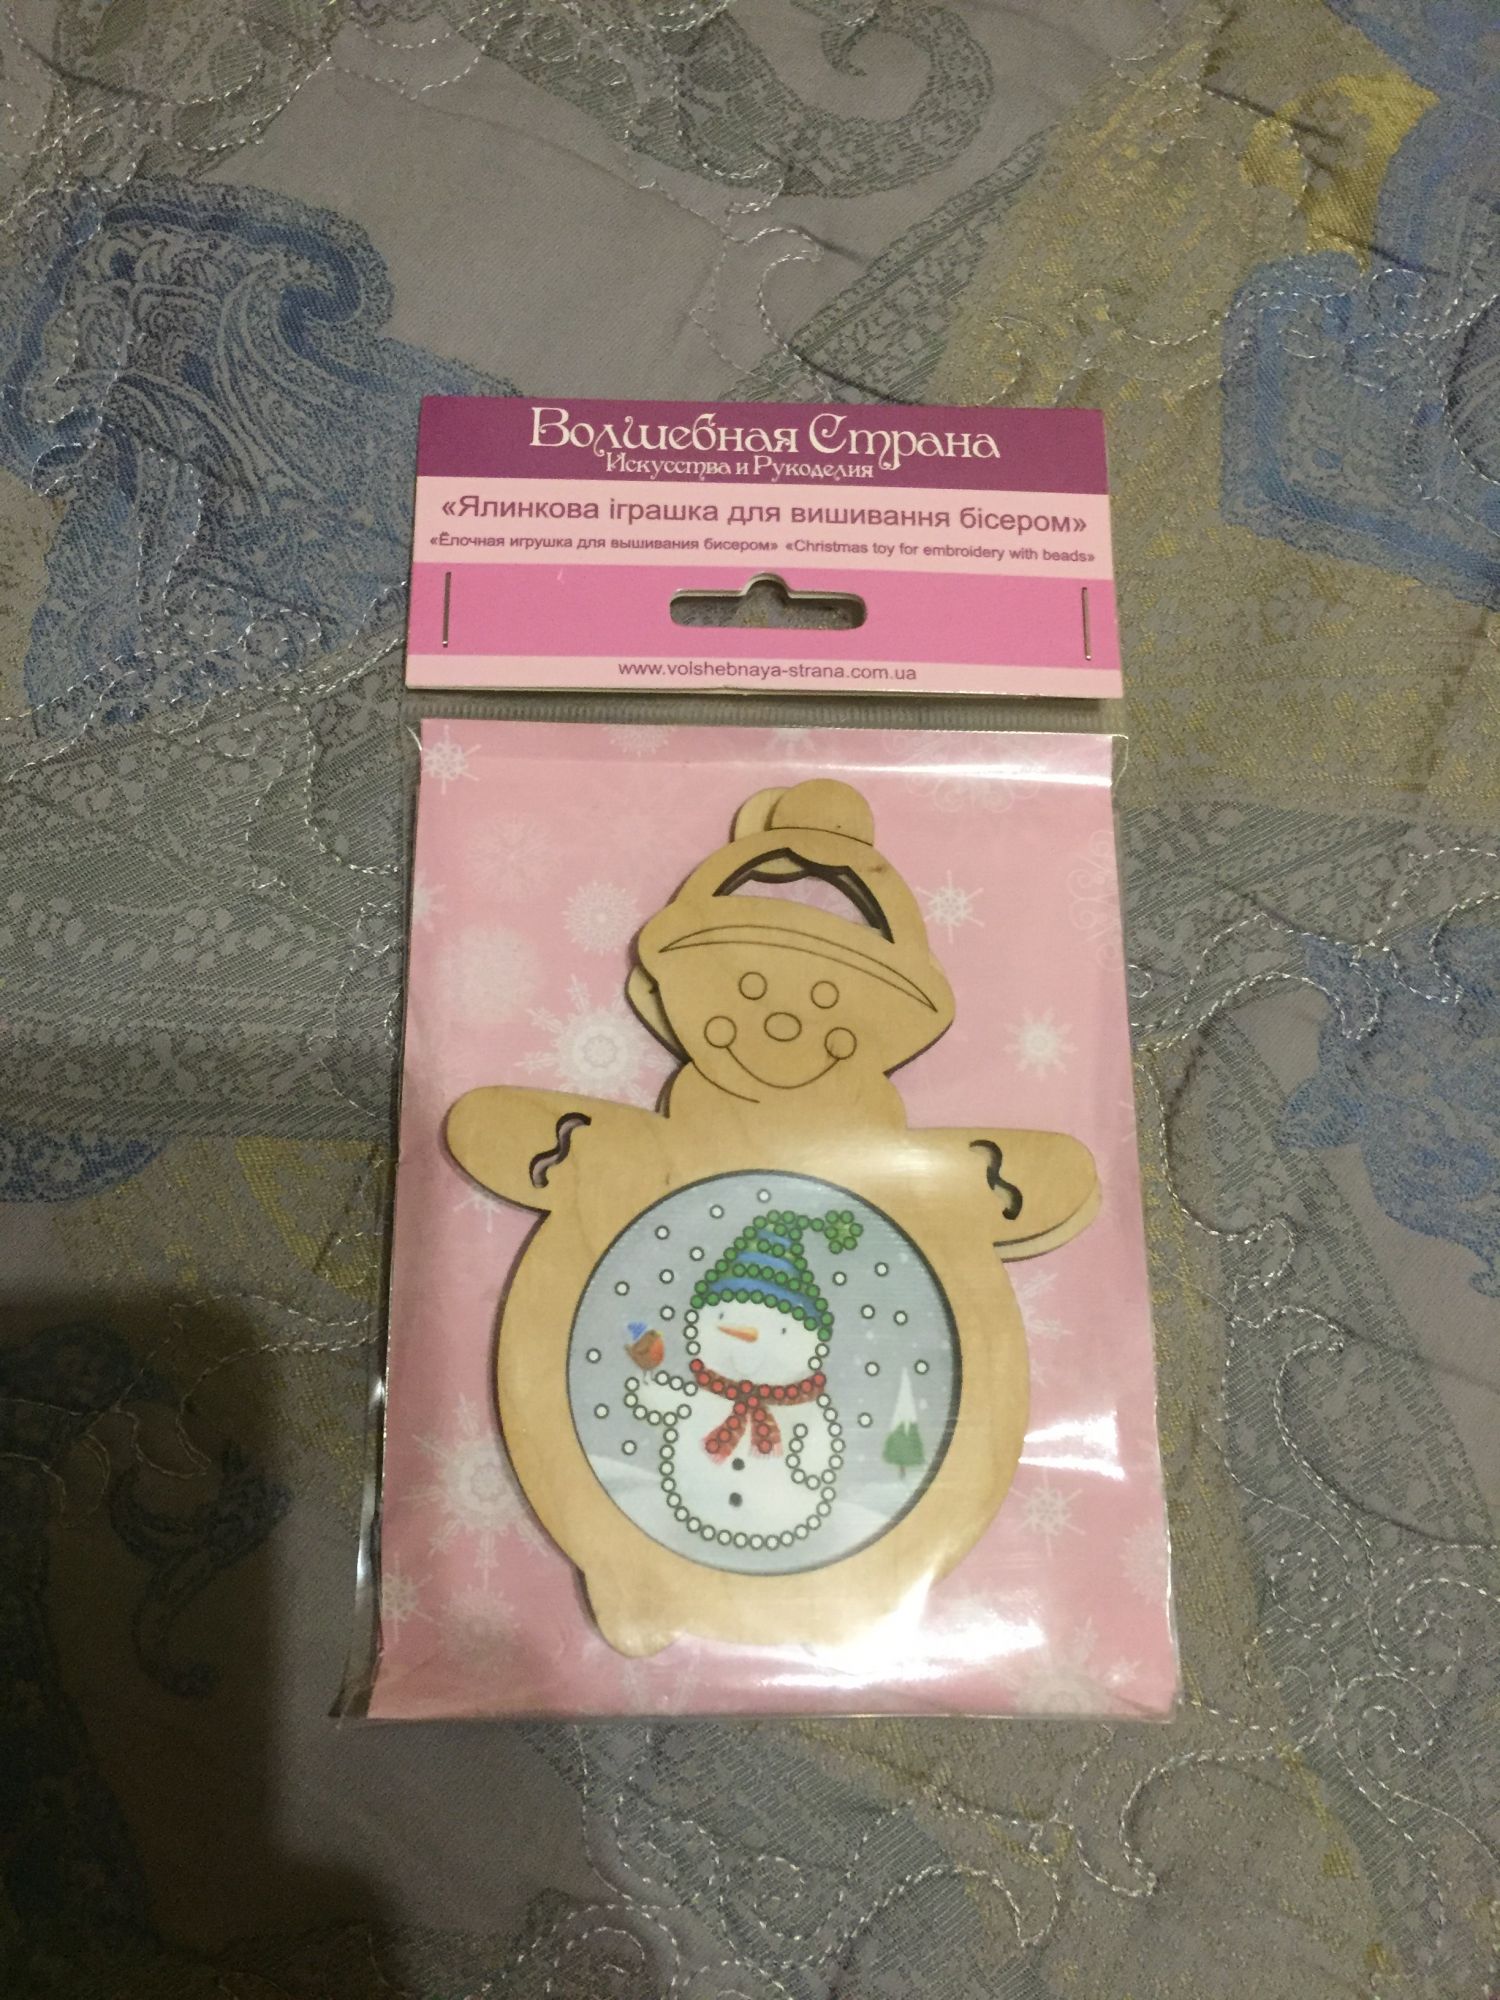 Волшебная Страна
Искусства и Рукоделия
«Ялинкова іграшка для вишивання бісером»
«Ёлочная игрушка для вышивания бисером» «Christmas toy for embroidery with beads»
www.volshebnaya-strana.com.ua